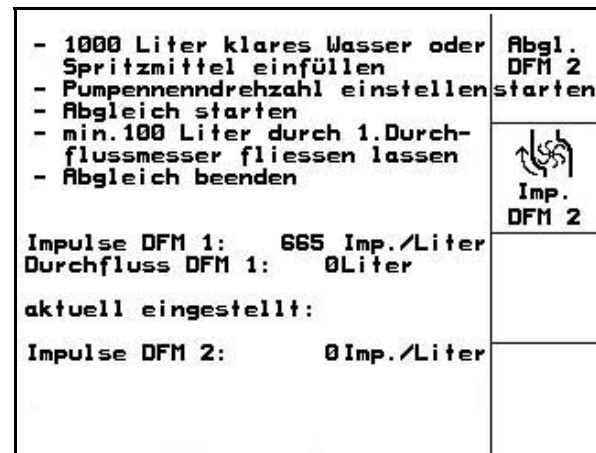 - 1000 Liter klares Wasser oder
Spritzmittel einfüllen
- Pumpennenndrehzahl einstellen
- Abgleich starten
- min.100 Liter durch 1.Durch-
flussmesser fliessen lassen
- Abgleich beenden
Impulse DFM 1: 665 Imp./Liter
Durchfluss DFM 1: 0Liter
aktuell eingestellt:
Impulse DFM 2: 0Imp./Liter
Abgl.
DFM 2
starten
Imp.
DFM 2